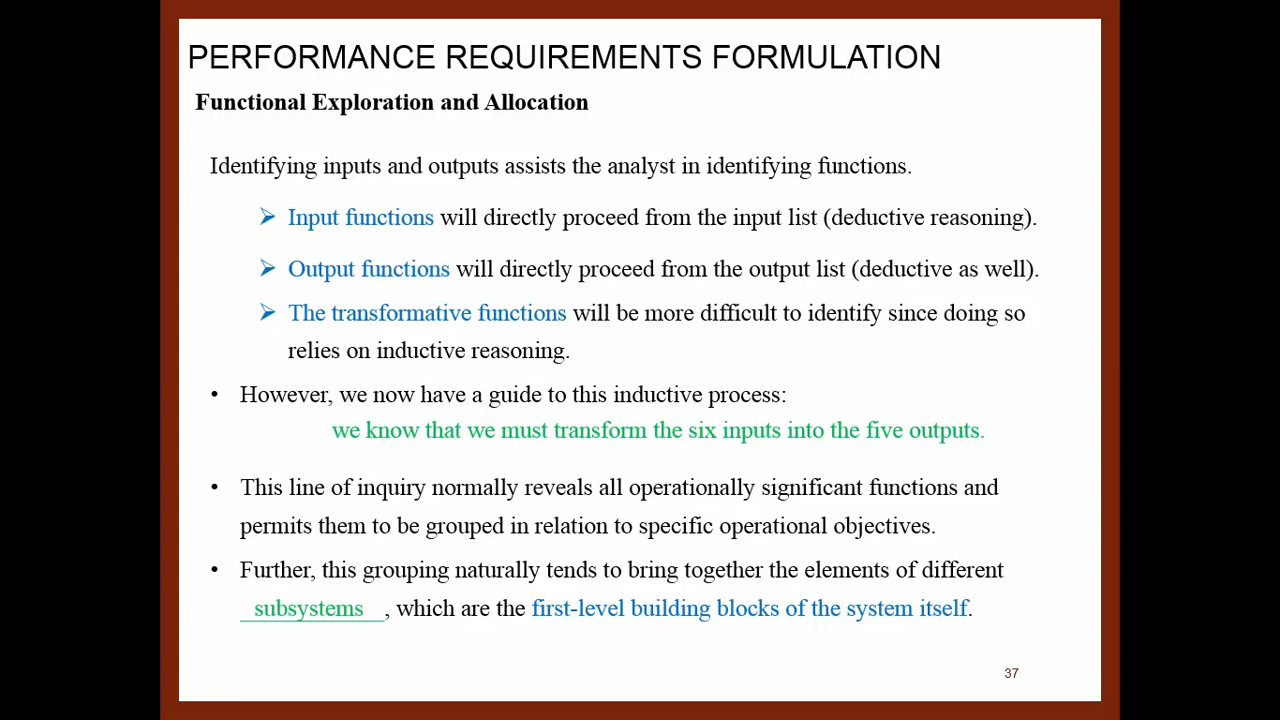 PERFORMANCE REQUIREMENTS FORMULATION
Functional Exploration and Allocation
Identifying inputs and outputs assists the analyst in identifying functions.
➢ Input functions will directly proceed from the input list (deductive reasoning).
➢ Output functions will directly proceed from the output list (deductive as well).
➢ The transformative functions will be more difficult to identify since doing so
relies on inductive reasoning.
• However, we now have a guide to this inductive process:
we know that we must transform the six inputs into the five outputs.
• This line of inquiry normally reveals all operationally significant functions and
permits them to be grouped in relation to specific operational objectives.
• Further, this grouping naturally tends to bring together the elements of different
subsystems, which are the first-level building blocks of the system itself.
37